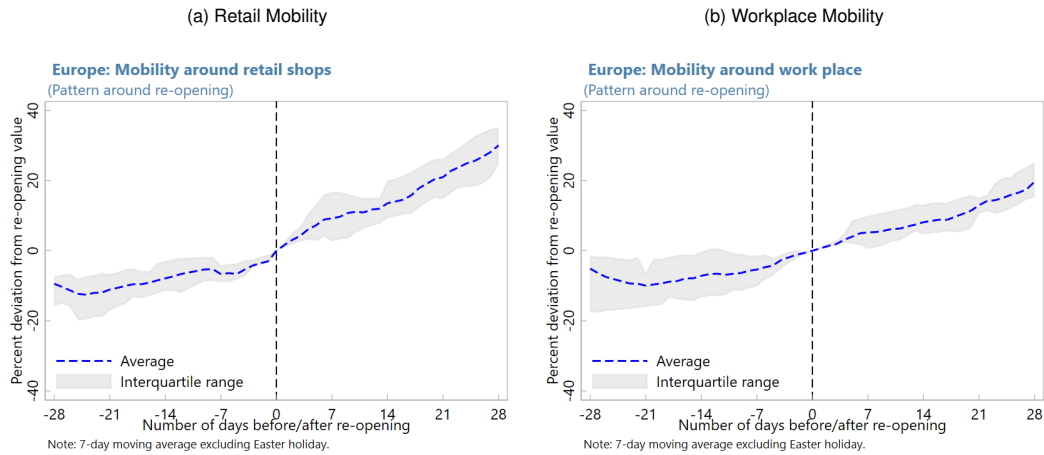 (a) Retail Mobility
Europe: Mobility around retail shops
(Pattern around re-opening)
Percent deviation from re-opening value
40
20
0
-20
-40
Average
Interquartile range
-28 -21 -14 -7 0 7 14 21 28
Number of days before/after re-opening
Note: 7-day moving average excluding Easter holiday.
(b) Workplace Mobility
Europe: Mobility around work place
(Pattern around re-opening)
Percent deviation from re-opening value
40
20
0
-20
-40
Average
Interquartile range
-28 -21 -14 -7 0 7 14 21 28
Number of days before/after re-opening
Note: 7-day moving average excluding Easter holiday.